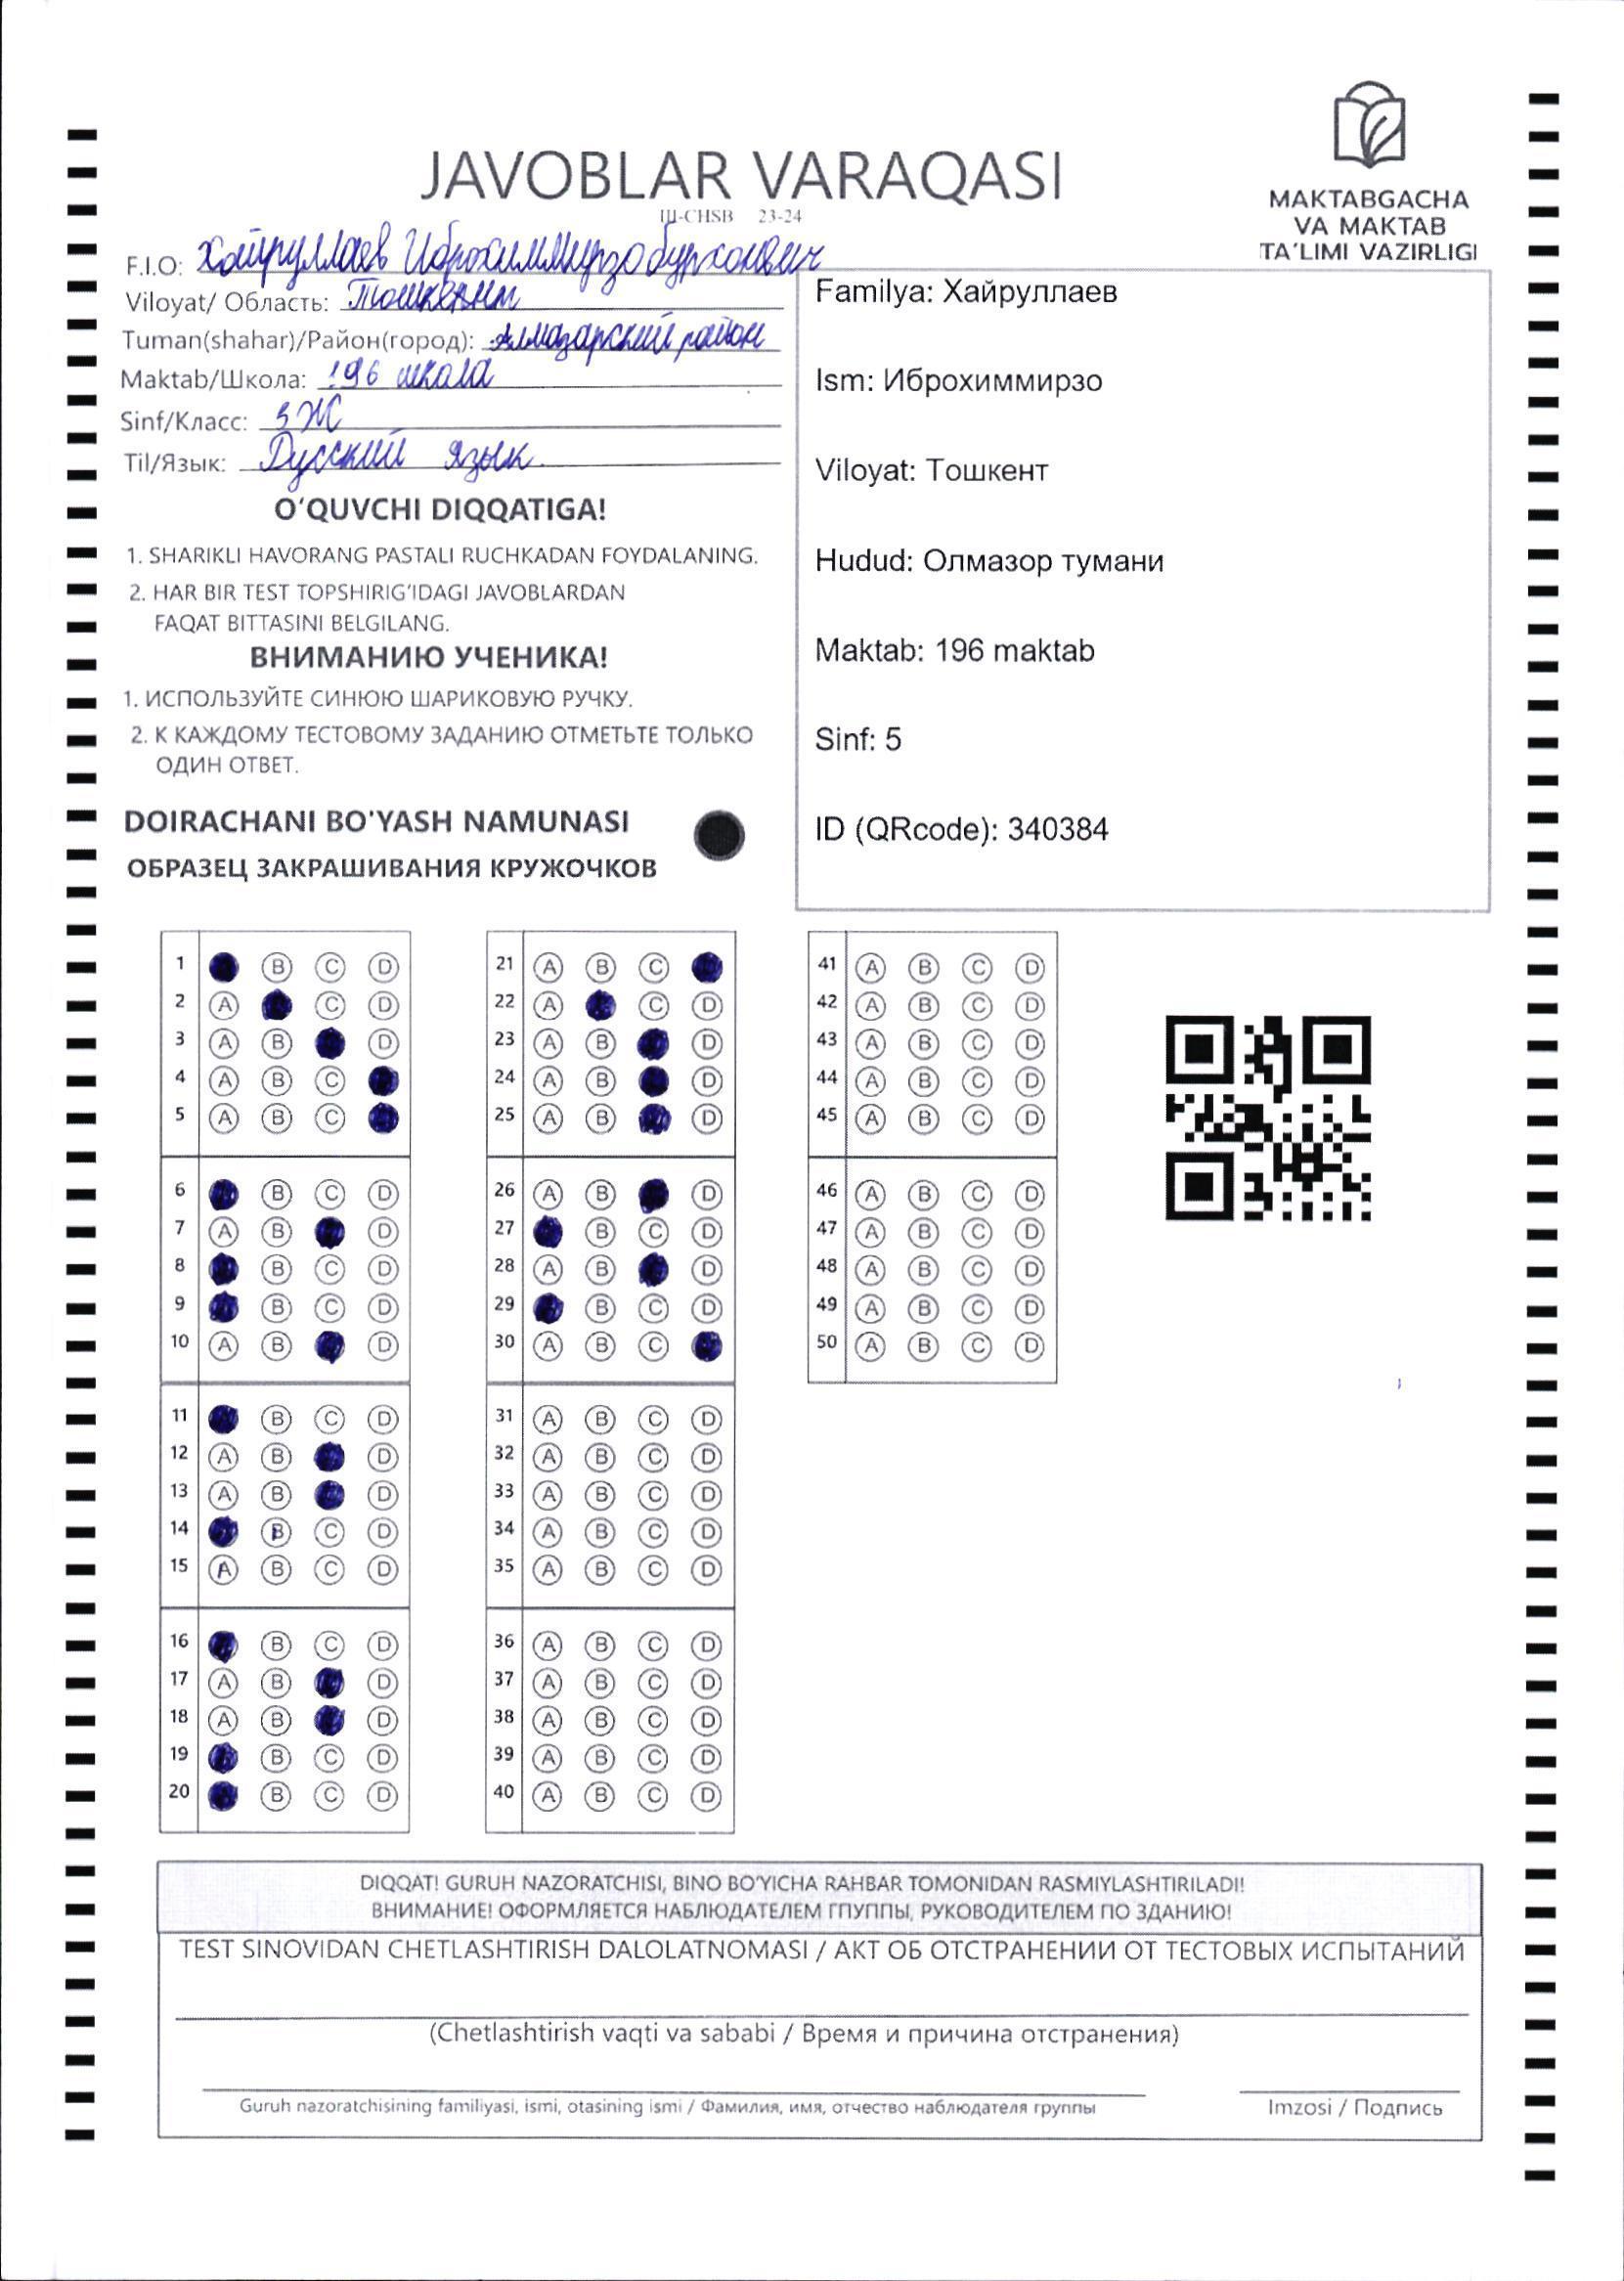 JAVOBLAR VARAQASI
III-CHSB 23-24
MAKTABGACHA
VA MAKTAB
TA'LIMI VAZIRLIGI
F.I.O: Хайруллаев Иброхиммирзо Бурхонович
Viloyat/ Область: Тошкент
Tuman(shahar)/Район(город): Алмазарский район
Maktab/Школа: 196 школа
Sinf/Класс: 5 Ж
Til/Язык: Русский язык
O'QUVCHI DIQQATIGA!
1. SHARIKLI HAVORANG PASTALI RUCHKADAN FOYDALANING.
2. HAR BIR TEST TOPSHIRIG'IDAGI JAVOBLARDAN
FAQAT BITTASINI BELGILANG.
ВНИМАНИЮ УЧЕНИКА!
1. ИСПОЛЬЗУЙТЕ СИНЮЮ ШАРИКОВУЮ РУЧКУ.
2. К КАЖДОМУ ТЕСТОВОМУ ЗАДАНИЮ ОТМЕТЬТЕ ТОЛЬКО
ОДИН ОТВЕТ.
DOIRACHANI BO'YASH NAMUNASI
ОБРАЗЕЦ ЗАКРАШИВАНИЯ КРУЖОЧКОВ
Familya: Хайруллаев
Ism: Иброхиммирзо
Viloyat: Тошкент
Hudud: Олмазор тумани
Maktab: 196 maktab
Sinf: 5
ID (QRcode): 340384
1 B C D
2 A C D
3 A B D
4 A B C
5 A B C
6 B C D
7 A B D
8 B C D
9 B C D
10 A B D
11 B C D
12 A B D
13 A B D
14 B C D
15 A B C D
16 B C D
17 A B D
18 A B D
19 B C D
20 B C D
21 A B C
22 A C D
23 A B D
24 A B D
25 A B D
26 A B D
27 B C D
28 A B D
29 B C D
30 A B C
31 A B C D
32 A B C D
33 A B C D
34 A B C D
35 A B C D
36 A B C D
37 A B C D
38 A B C D
39 A B C D
40 A B C D
41 A B C D
42 A B C D
43 A B C D
44 A B C D
45 A B C D
46 A B C D
47 A B C D
48 A B C D
49 A B C D
50 A B C D
DIQQAT! GURUH NAZORATCHISI, BINO BO'YICHA RAHBAR TOMONIDAN RASMIYLASHTIRILADI!
ВНИМАНИЕ! ОФОРМЛЯЕТСЯ НАБЛЮДАТЕЛЕМ ГПУППЫ, РУКОВОДИТЕЛЕМ ПО ЗДАНИЮ!
TEST SINOVIDAN CHETLASHTIRISH DALOLATNOMASI / АКТ ОБ ОТСТРАНЕНИИ ОТ ТЕСТОВЫХ ИСПЫТАНИЙ
(Chetlashtirish vaqti va sababi / Время и причина отстранения)
Guruh nazoratchisining familiyasi, ismi, otasining ismi / Фамилия, имя, отчество наблюдателя группы
Imzosi / Подпись